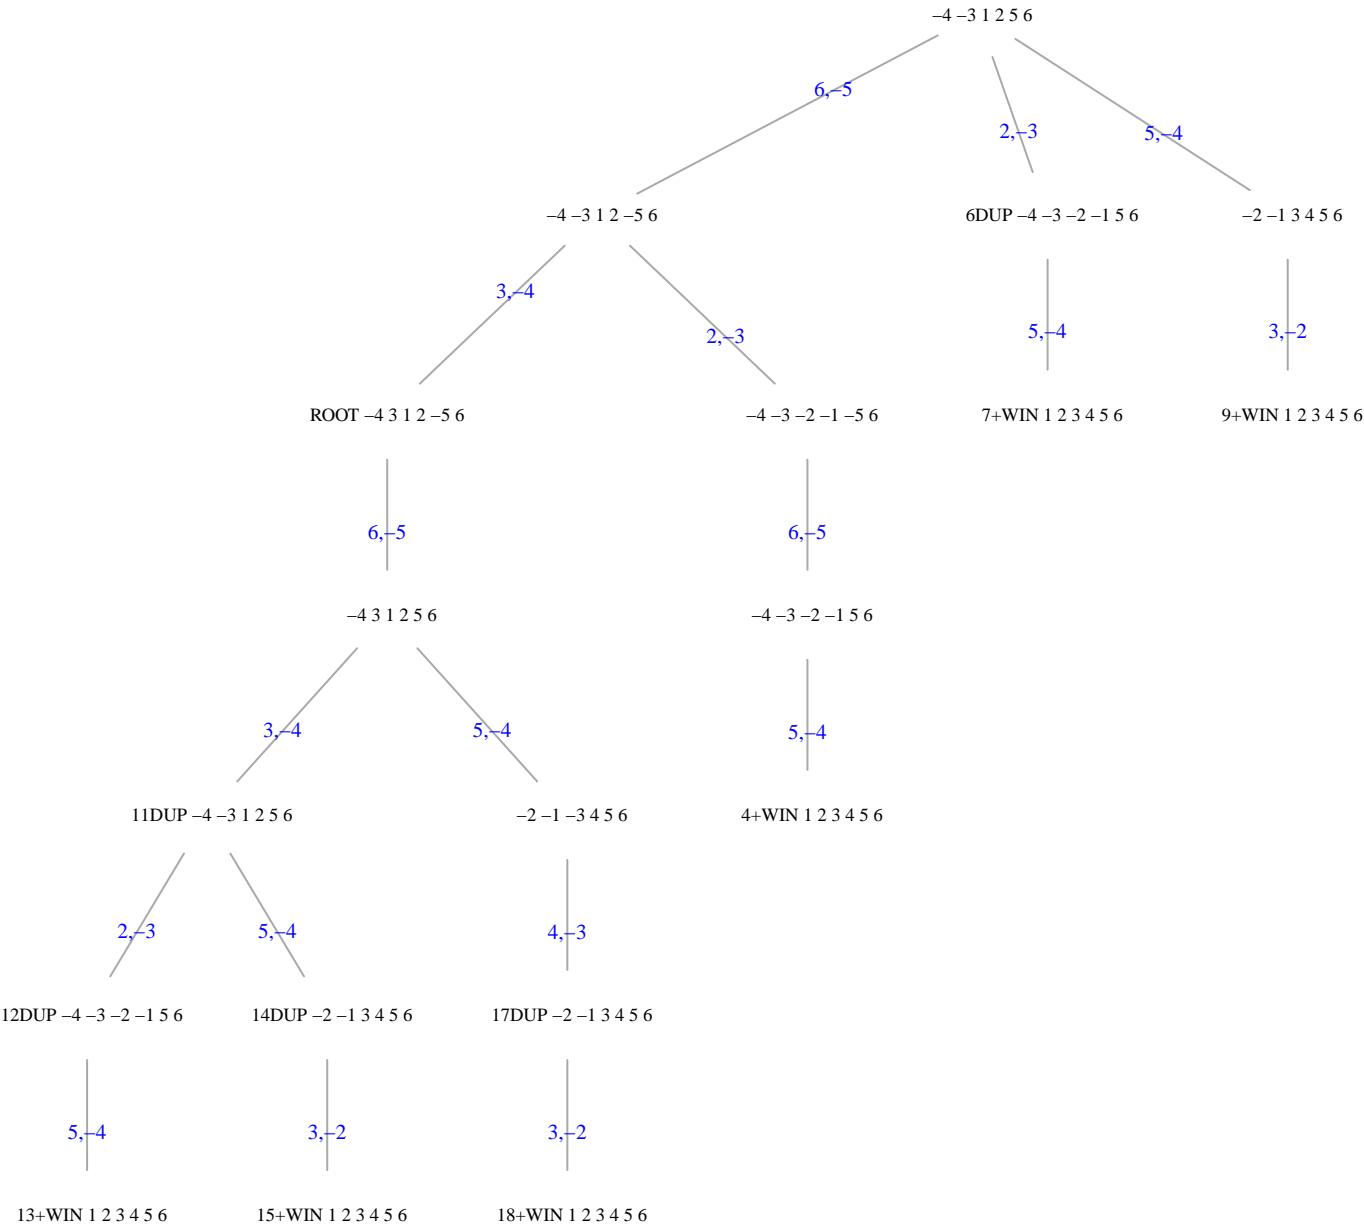 –4 –3 1 2 5 6
6,–5
2,–3
5,–4
–4 –3 1 2 –5 6
6DUP –4 –3 –2 –1 5 6
–2 –1 3 4 5 6
3,–4
2,–3
5,–4
3,–2
ROOT –4 3 1 2 –5 6
–4 –3 –2 –1 –5 6
7+WIN 1 2 3 4 5 6
9+WIN 1 2 3 4 5 6
6,–5
6,–5
–4 3 1 2 5 6
–4 –3 –2 –1 5 6
3,–4
5,–4
5,–4
11DUP –4 –3 1 2 5 6
–2 –1 –3 4 5 6
4+WIN 1 2 3 4 5 6
2,–3
5,–4
4,–3
12DUP –4 –3 –2 –1 5 6
14DUP –2 –1 3 4 5 6
17DUP –2 –1 3 4 5 6
5,–4
3,–2
3,–2
13+WIN 1 2 3 4 5 6
15+WIN 1 2 3 4 5 6
18+WIN 1 2 3 4 5 6